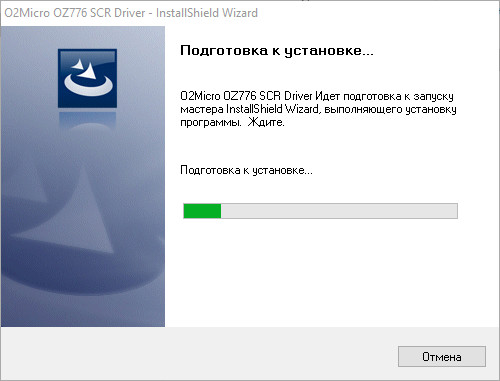 O2Micro OZ776 SCR Driver - InstallShield Wizard
Подготовка к установке...
O2Micro OZ776 SCR Driver Идет подготовка к запуску
мастера InstallShield Wizard, выполняющего установку
программы. Ждите.
Подготовка к установке...
Отмена